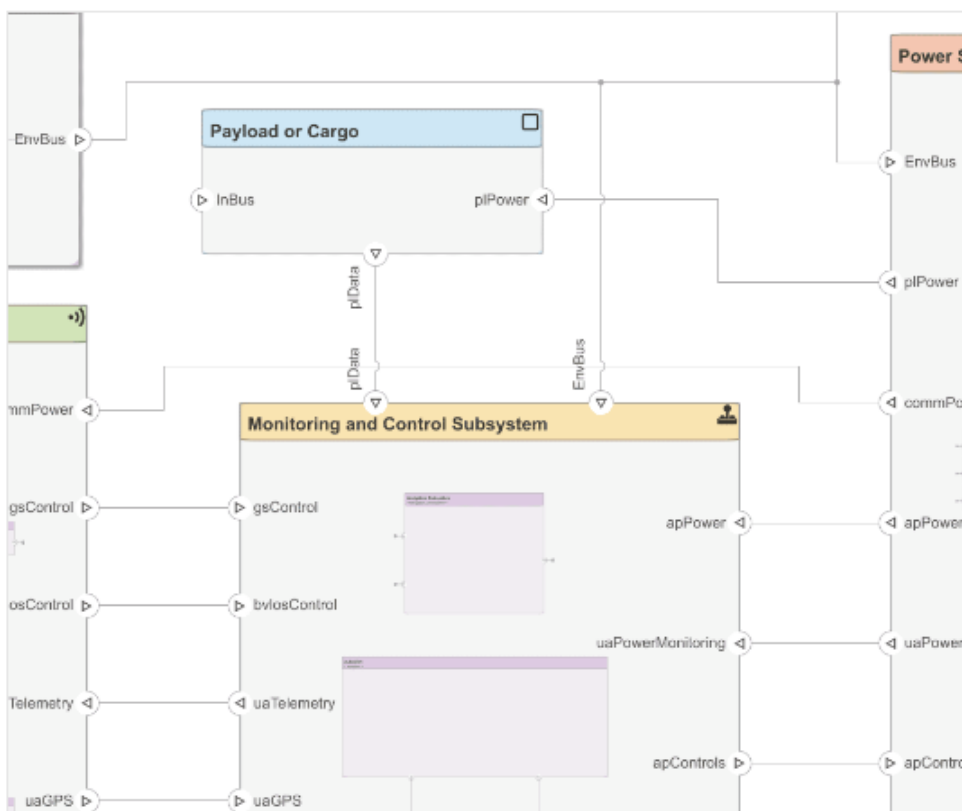 Power S
EnvBus
Payload or Cargo
EnvBus
InBus
plPower
plData
plPower
plData
EnvBus
mmPower
commPo
Monitoring and Control Subsystem
gsControl
gsControl
apPower
apPower
osControl
bvlosControl
uaPowerMonitoring
uaPower
Telemetry
uaTelemetry
apControls
apContro
uaGPS
uaGPS